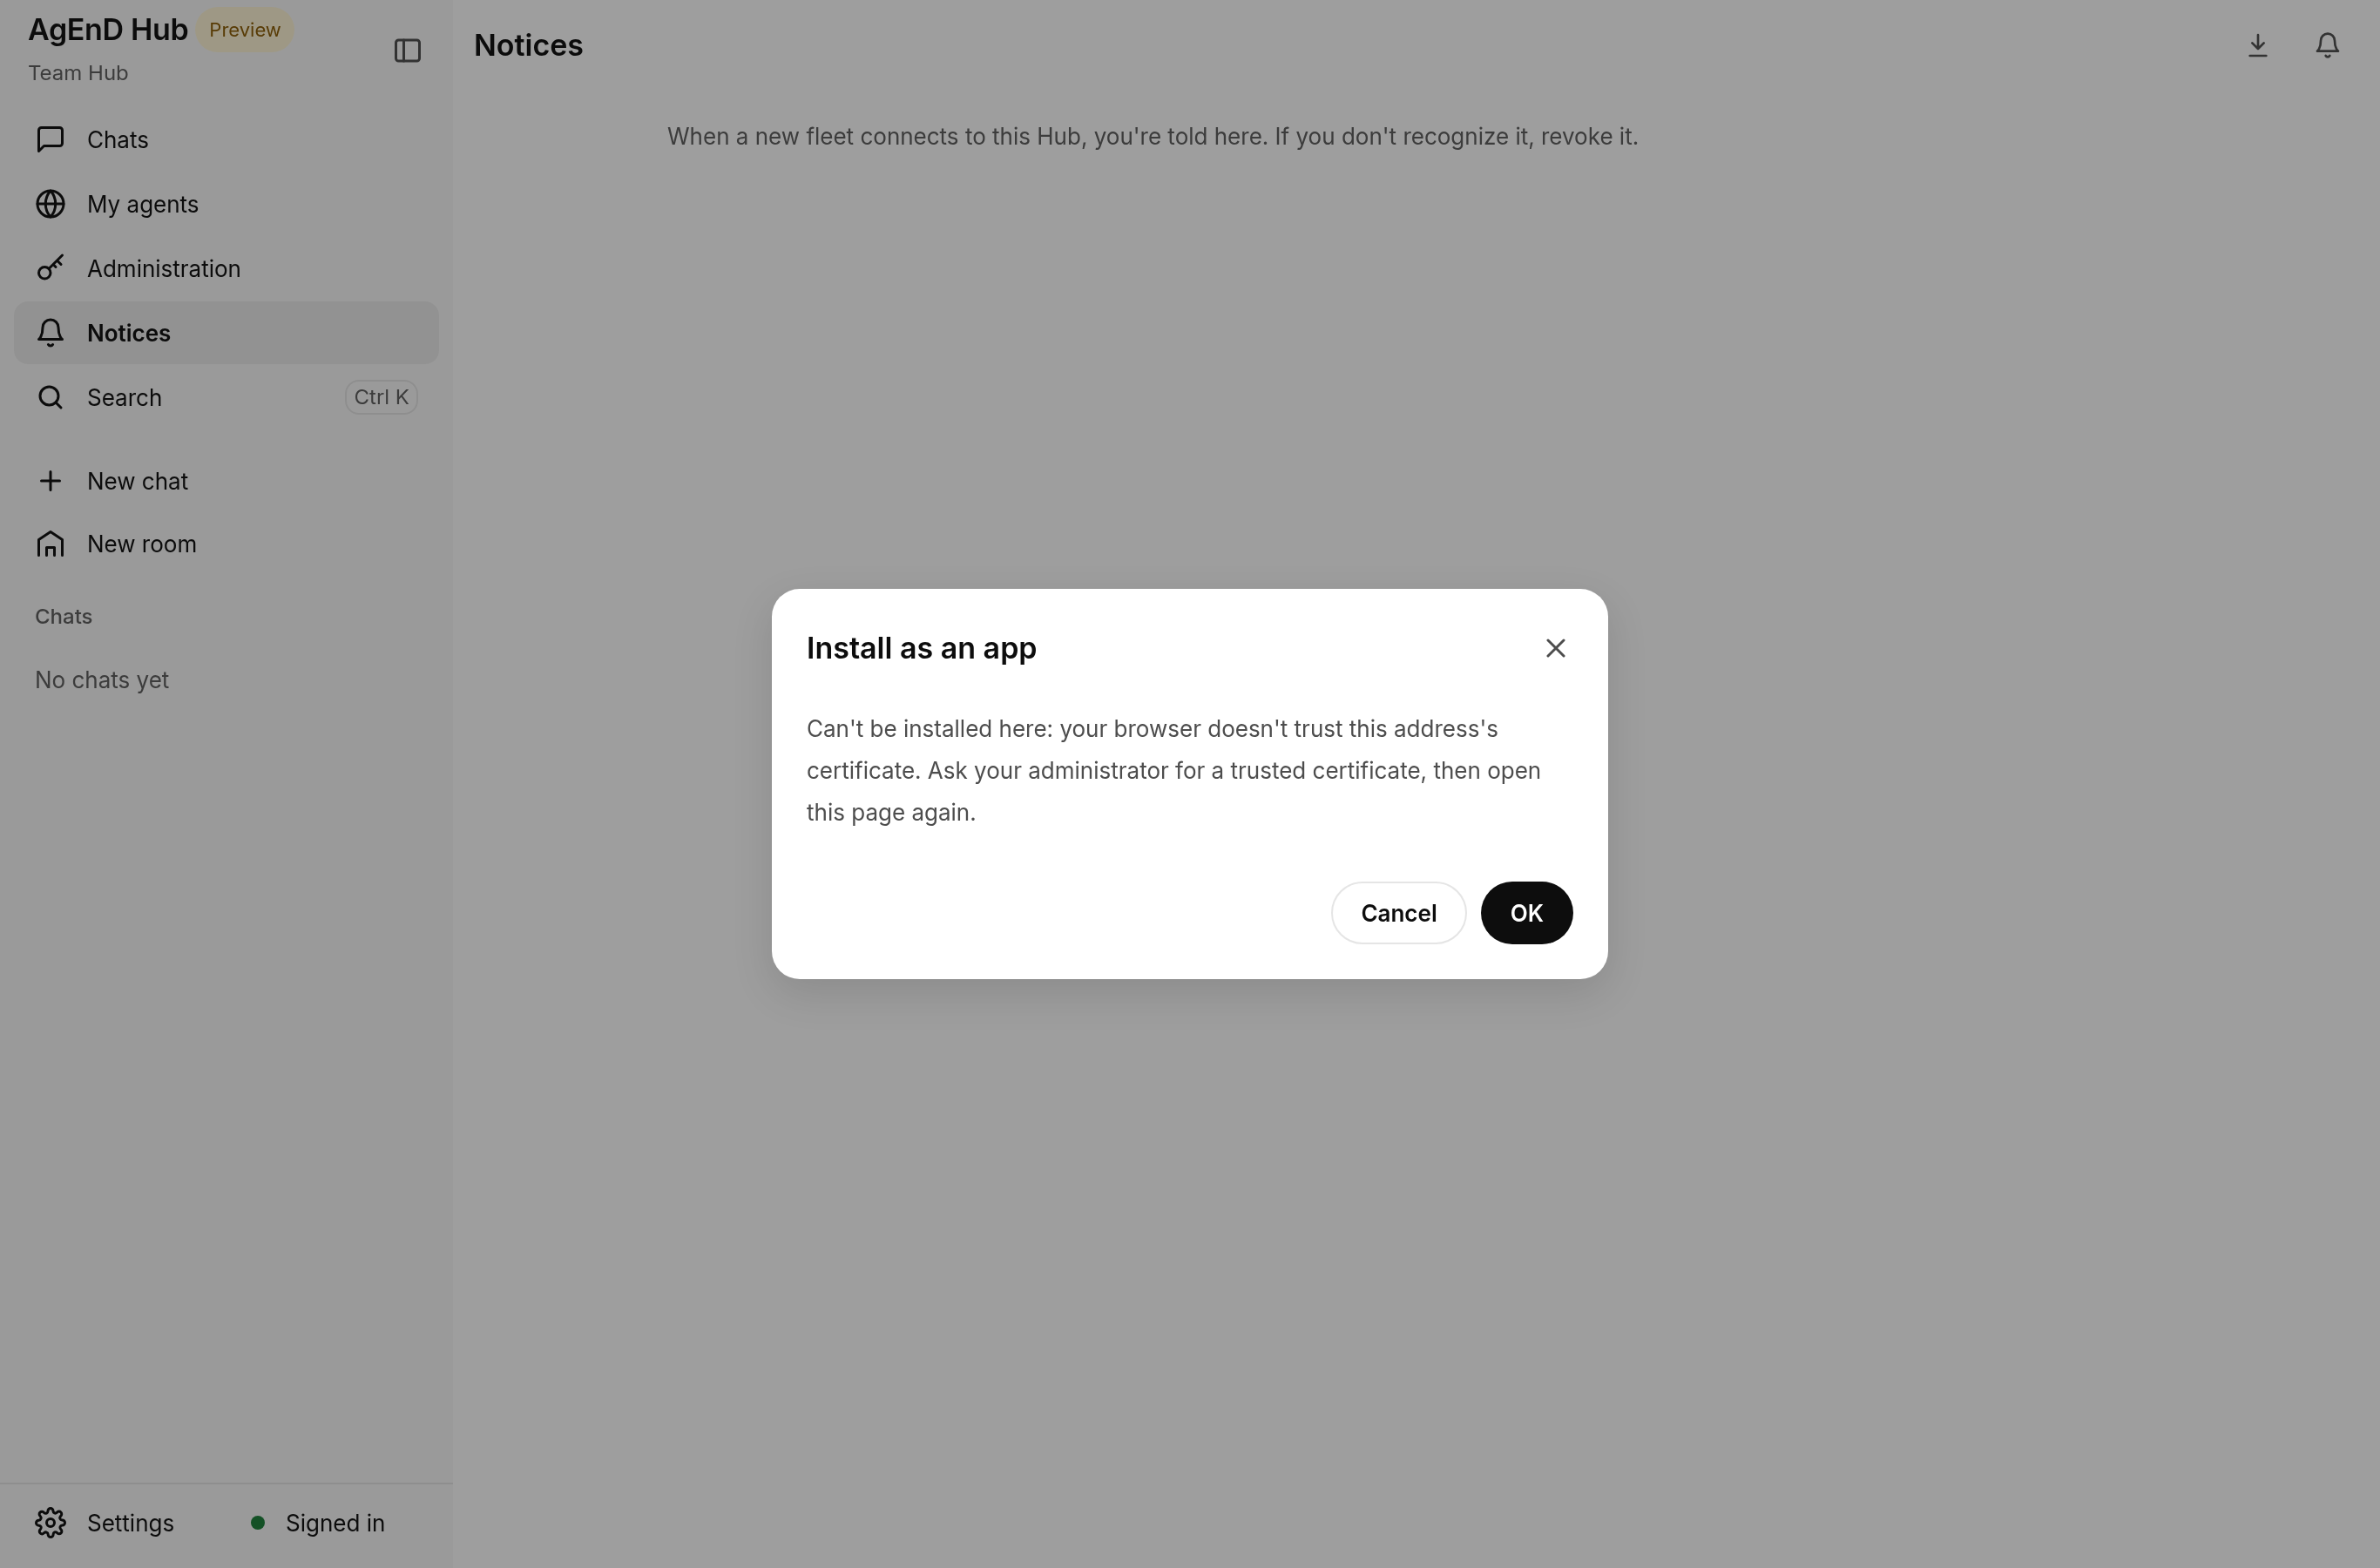 AgEnD Hub Preview
Team Hub
Chats
My agents
Administration
Notices
Search Ctrl K
New chat
New room
Chats
No chats yet
Settings Signed in
Notices
When a new fleet connects to this Hub, you're told here. If you don't recognize it, revoke it.
Install as an app
Can't be installed here: your browser doesn't trust this address's
certificate. Ask your administrator for a trusted certificate, then open
this page again.
Cancel OK